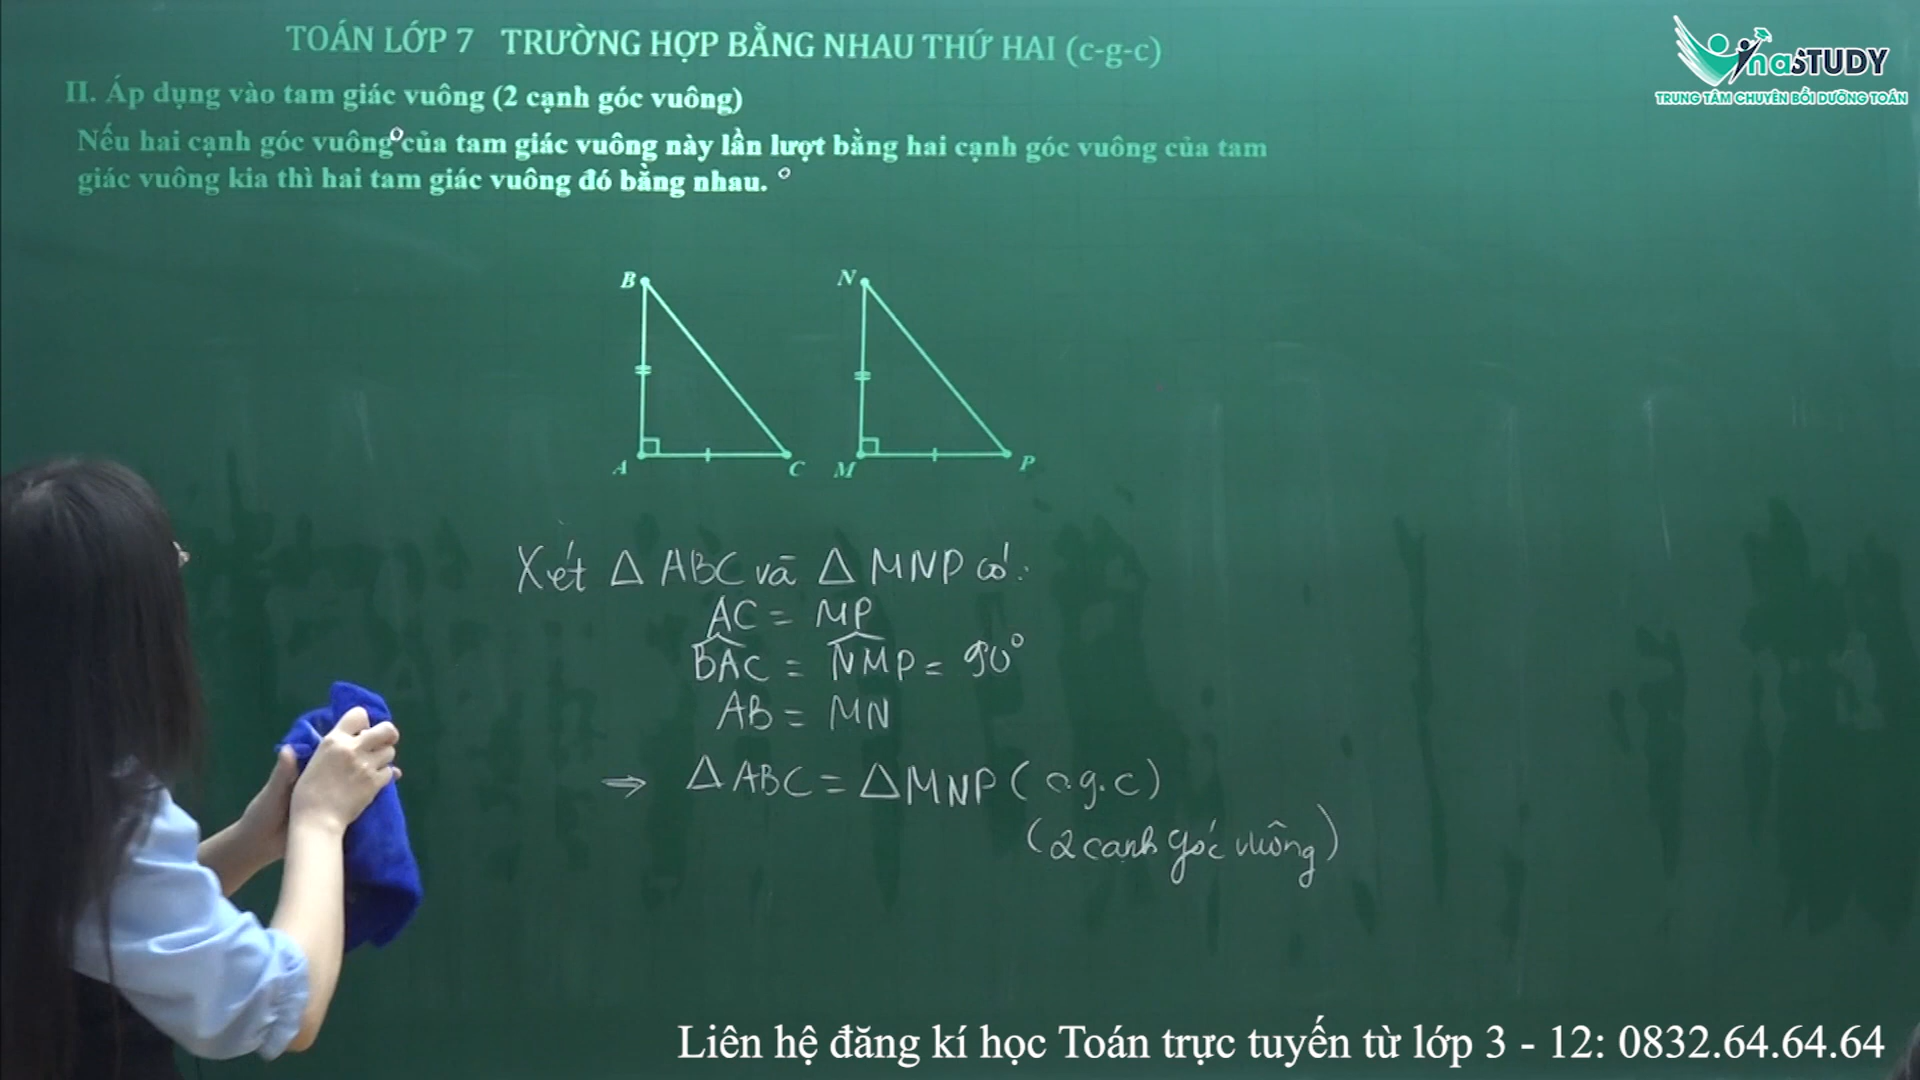 TOÁN LỚP 7 TRƯỜNG HỢP BẰNG NHAU THỨ HAI (c-g-c)
VinaSTUDY
TRUNG TÂM CHUYÊN BỒI DƯỠNG TOÁN
II. Áp dụng vào tam giác vuông (2 cạnh góc vuông)
Nếu hai cạnh góc vuông của tam giác vuông này lần lượt bằng hai cạnh góc vuông của tam
giác vuông kia thì hai tam giác vuông đó bằng nhau.
B N
A C M P
Xét Δ ABC và Δ MNP có:
AC = MP
\widehat{BAC} = \widehat{NMP} = 90°
AB = MN
⇒ Δ ABC = Δ MNP (c.g.c)
(2 cạnh góc vuông)
Liên hệ đăng kí học Toán trực tuyến từ lớp 3 - 12: 0832.64.64.64